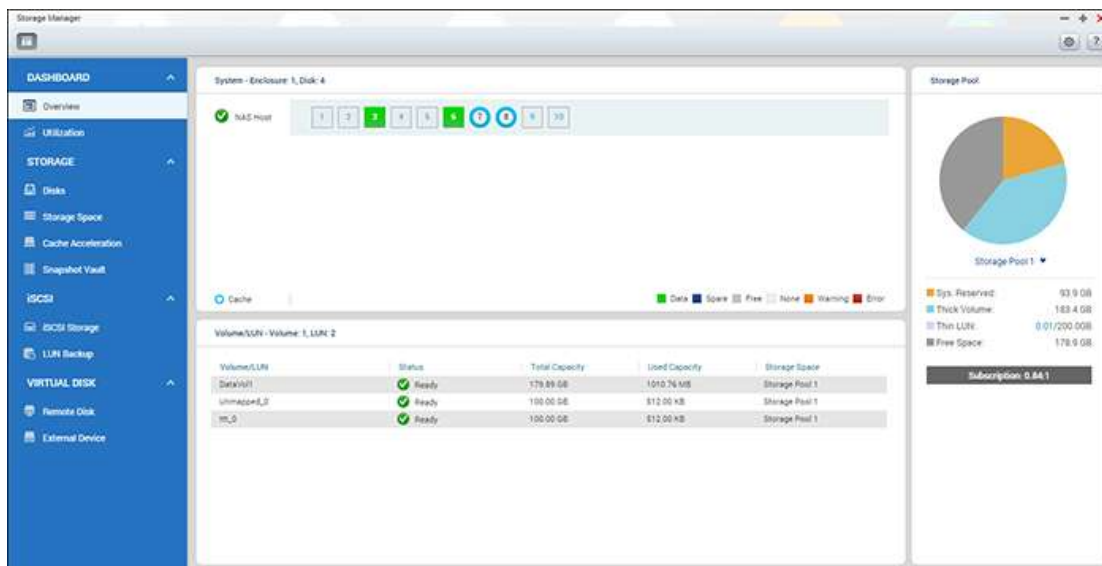 Storage Manager
DASHBOARD
Overview
Utilization
STORAGE
Disks
Storage Space
Cache Acceleration
Snapshot Vault
iSCSI
iSCSI Storage
LUN Backup
VIRTUAL DISK
Remote Disk
External Device
System - Enclosure: 1, Disk: 4
NAS Host 1 2 3 4 5 6 7 8 9 10
Cache Data Spare Free None Warning Error
Volume/LUN - Volume: 1, LUN: 2
Volume/LUN Status Total Capacity Used Capacity Storage Space
DataVol1 Ready 179.89 GB 1010.76 MB Storage Pool 1
Unmapped_0 Ready 100.00 GB 512.00 KB Storage Pool 1
Ready 100.00 GB 512.00 KB Storage Pool 1
Storage Pool
Storage Pool 1
Sys. Reserved: 93.9 GB
Thick Volume: 183.4 GB
Thin LUN: 0.01/200.0GB
Free Space: 178.9 GB
Subscription: 0.84:1